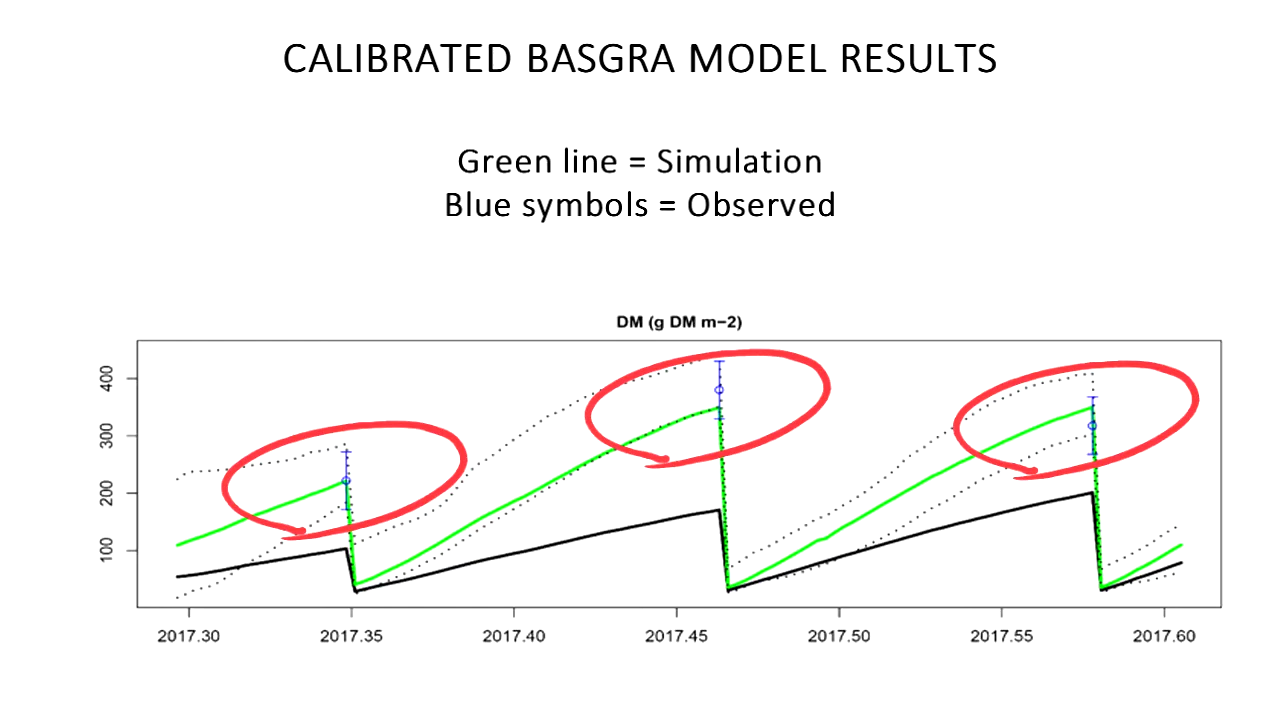 CALIBRATED BASGRA MODEL RESULTS
Green line = Simulation
Blue symbols = Observed
DM (g DM m−2)
400
300
200
100
2017.30 2017.35 2017.40 2017.45 2017.50 2017.55 2017.60